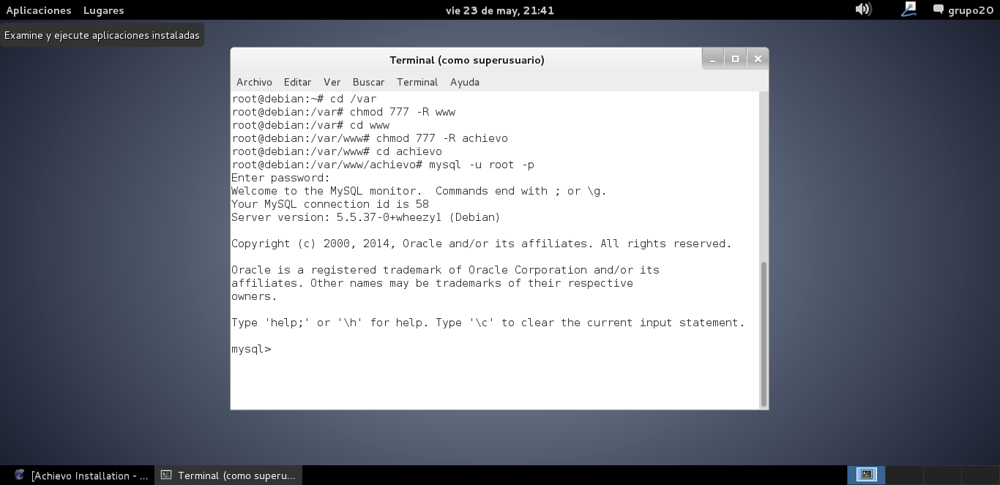 Aplicaciones Lugares vie 23 de may, 21:41 grupo20
Examine y ejecute aplicaciones instaladas
Terminal (como superusuario)
Archivo Editar Ver Buscar Terminal Ayuda
root@debian:~# cd /var
root@debian:/var# chmod 777 -R www
root@debian:/var# cd www
root@debian:/var/www# chmod 777 -R achievo
root@debian:/var/www# cd achievo
root@debian:/var/www/achievo# mysql -u root -p
Enter password:
Welcome to the MySQL monitor.  Commands end with ; or \g.
Your MySQL connection id is 58
Server version: 5.5.37-0+wheezy1 (Debian)
Copyright (c) 2000, 2014, Oracle and/or its affiliates. All rights reserved.
Oracle is a registered trademark of Oracle Corporation and/or its
affiliates. Other names may be trademarks of their respective
owners.
Type 'help;' or '\h' for help. Type '\c' to clear the current input statement.
mysql>
[Achievo Installation - ... Terminal (como superu...